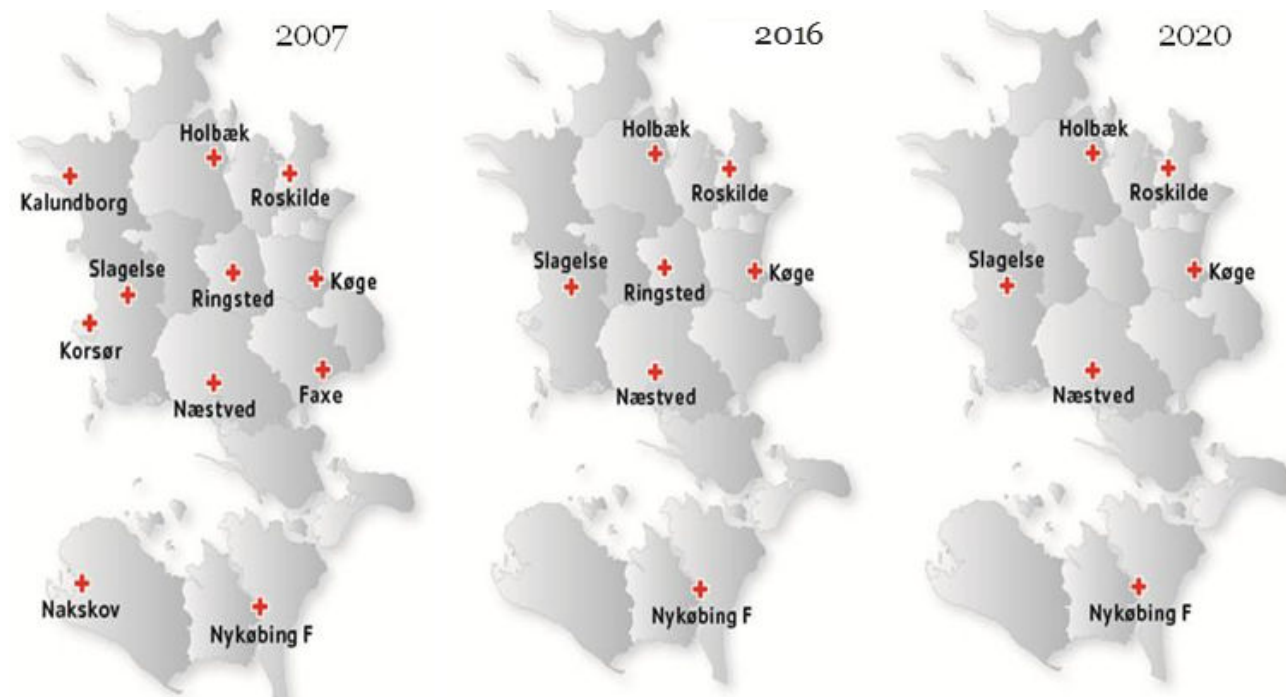 2007
Holbæk
Roskilde
Kalundborg
Slagelse
Køge
Ringsted
Korsør
Faxe
Næstved
Nakskov
Nykøbing F
2016
Holbæk
Roskilde
Slagelse
Køge
Ringsted
Næstved
Nykøbing F
2020
Holbæk
Roskilde
Slagelse
Køge
Næstved
Nykøbing F